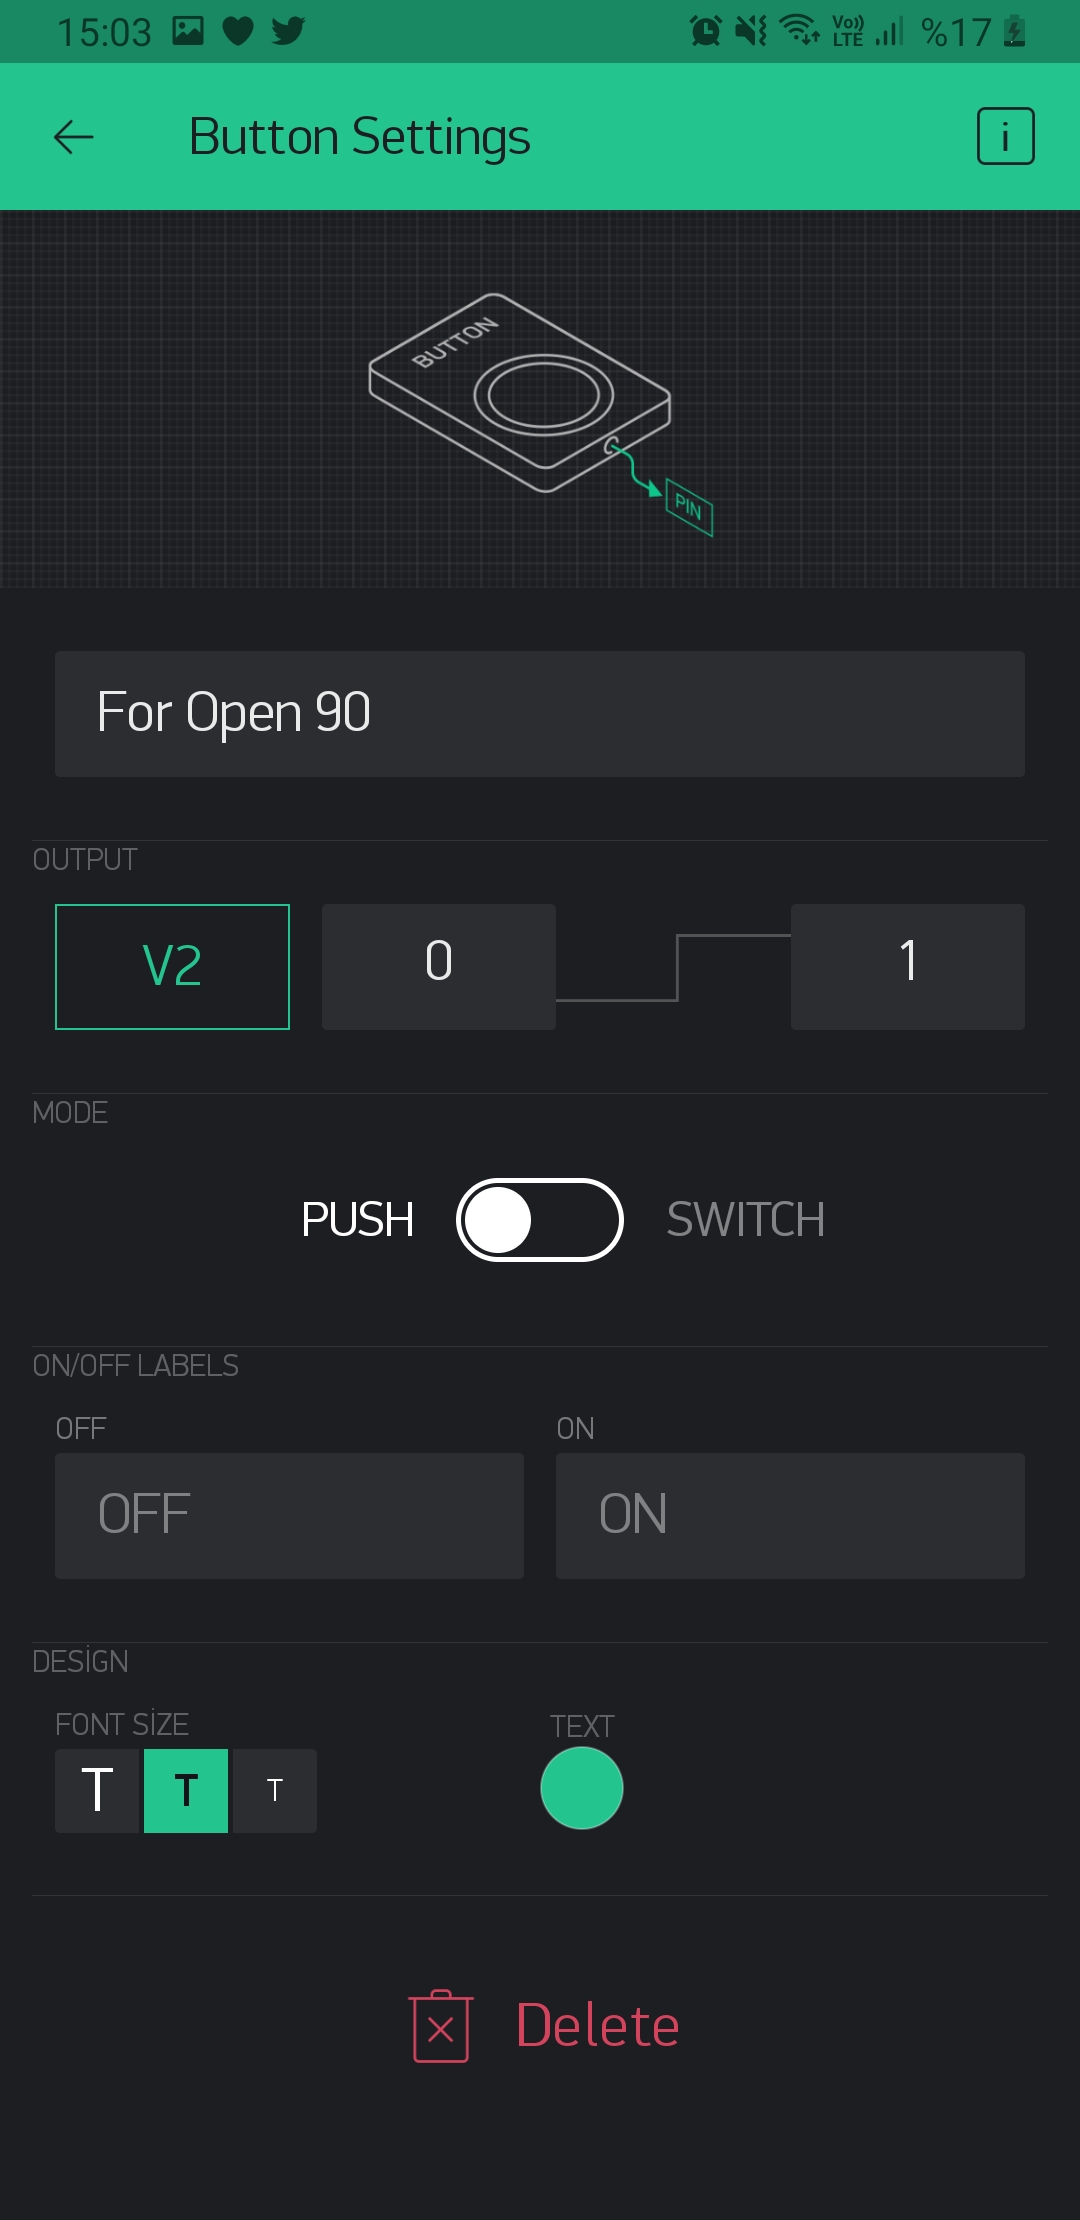 15:03 Vo)) LTE %17
Button Settings i
BUTTON
PIN
For Open 90
OUTPUT
V2 0 1
MODE
PUSH SWITCH
ON/OFF LABELS
OFF ON
OFF ON
DESİGN
FONT SİZE TEXT
T T T
Delete